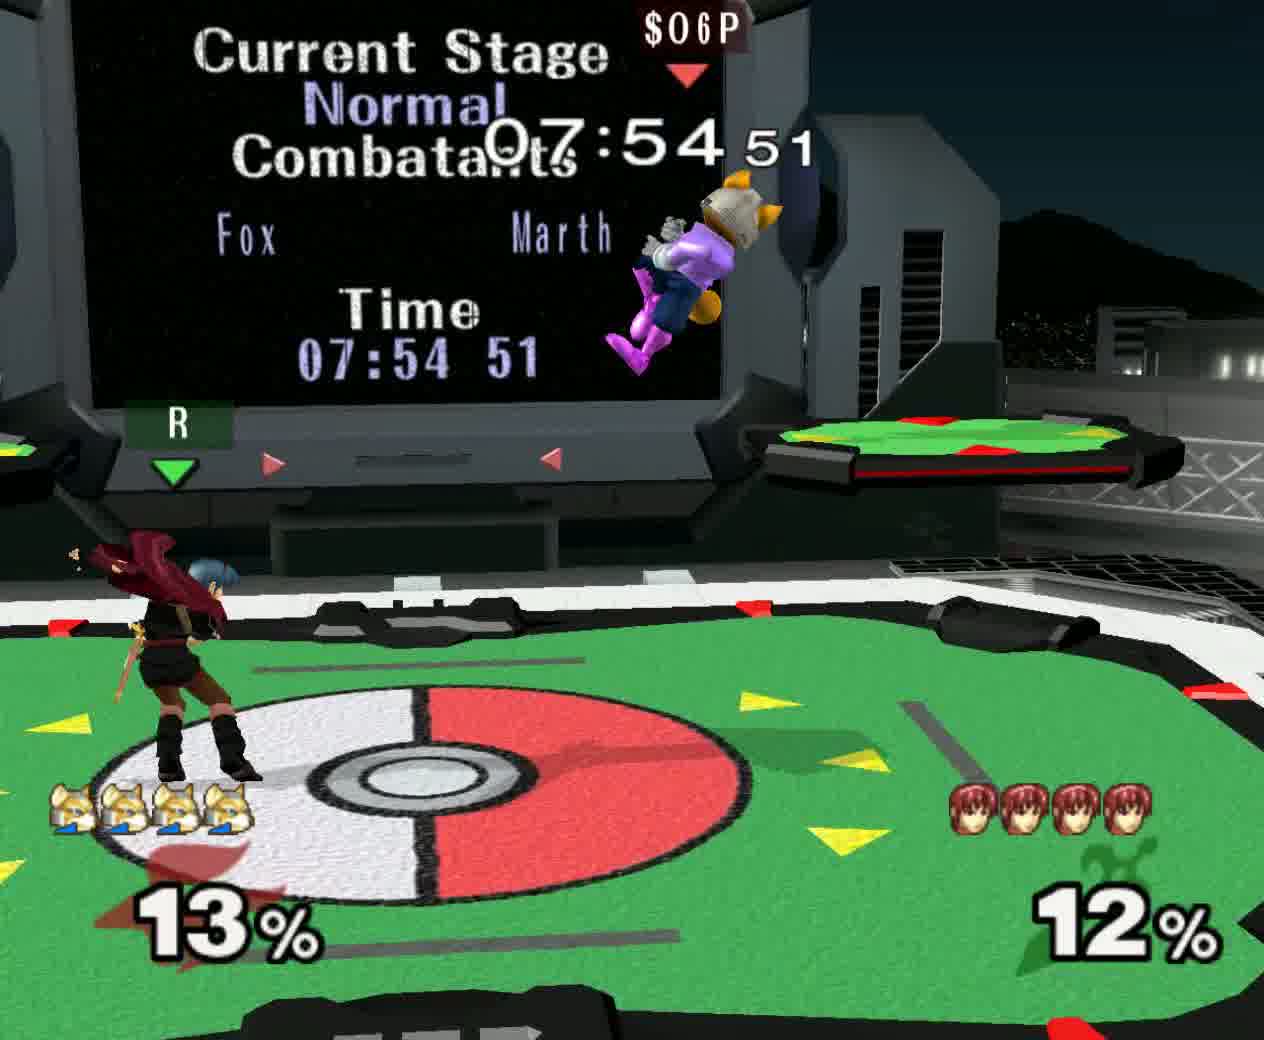 $06P
Current Stage
Normal
Combatants
07:54 51
Fox Marth
Time
07:54 51
R
13%
12%